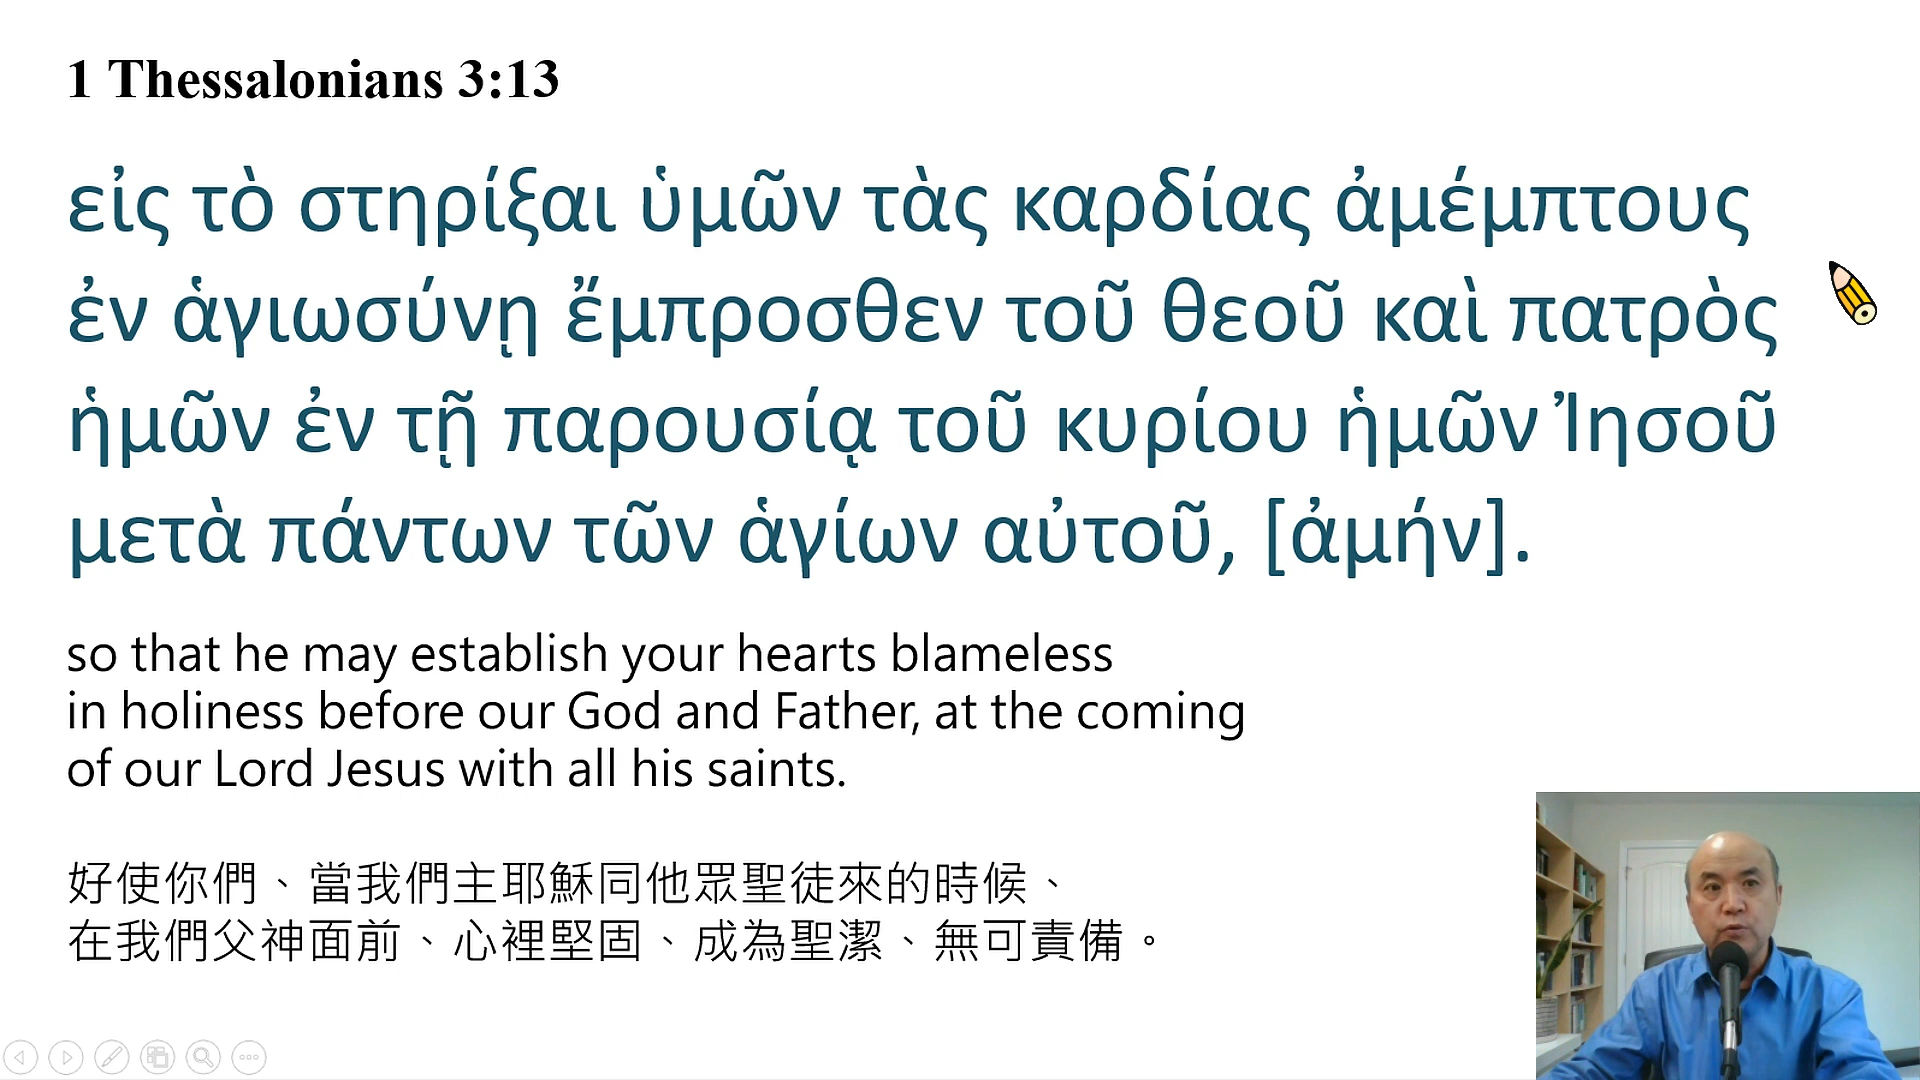 1 Thessalonians 3:13
εἰς τὸ στηρίξαι ὑμῶν τὰς καρδίας ἀμέμπτους
ἐν ἁγιωσύνῃ ἔμπροσθεν τοῦ θεοῦ καὶ πατρὸς
ἡμῶν ἐν τῇ παρουσίᾳ τοῦ κυρίου ἡμῶν Ἰησοῦ
μετὰ πάντων τῶν ἁγίων αὐτοῦ, [ἀμήν].
so that he may establish your hearts blameless
in holiness before our God and Father, at the coming
of our Lord Jesus with all his saints.
好使你們、當我們主耶穌同他眾聖徒來的時候、
在我們父神面前、心裡堅固、成為聖潔、無可責備。